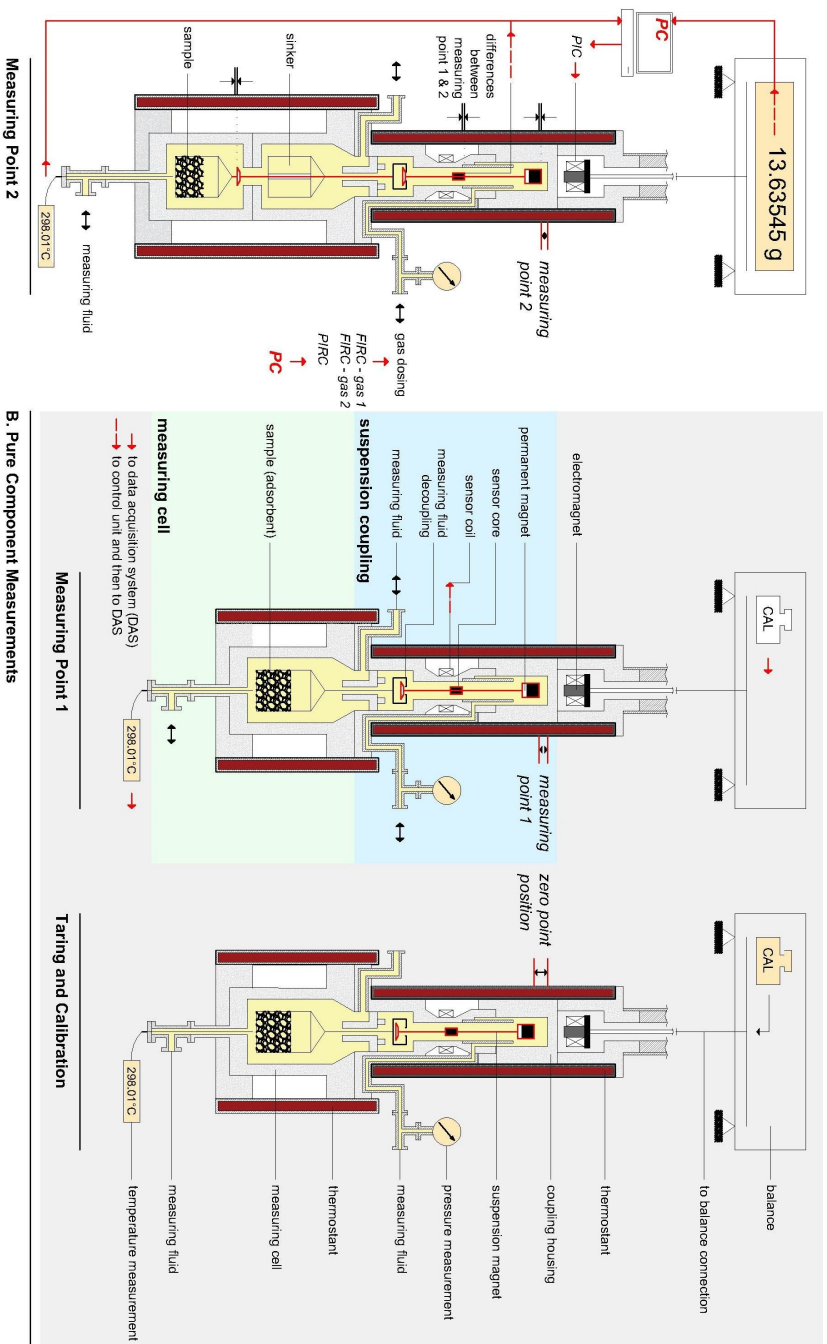 PC
PIC
13.63545 g
differences
between
measuring
point 1 & 2
sinker
sample
measuring
point 2
gas dosing
FIRC - gas 1
FIRC - gas 2
PIRC
PC
298.01°C
measuring fluid
Measuring Point 2
CAL
electromagnet
permanent magnet
sensor core
sensor coil
measuring fluid
decoupling
measuring fluid
suspension coupling
sample (adsorbent)
measuring cell
measuring
point 1
298.01°C
to data acquisition system (DAS)
to control unit and then to DAS
Measuring Point 1
CAL
zero point
position
298.01°C
balance
to balance connection
thermostant
coupling housing
suspension magnet
pressure measurement
measuring fluid
thermostant
measuring cell
measuring fluid
temperature measurement
Taring and Calibration
B. Pure Component Measurements